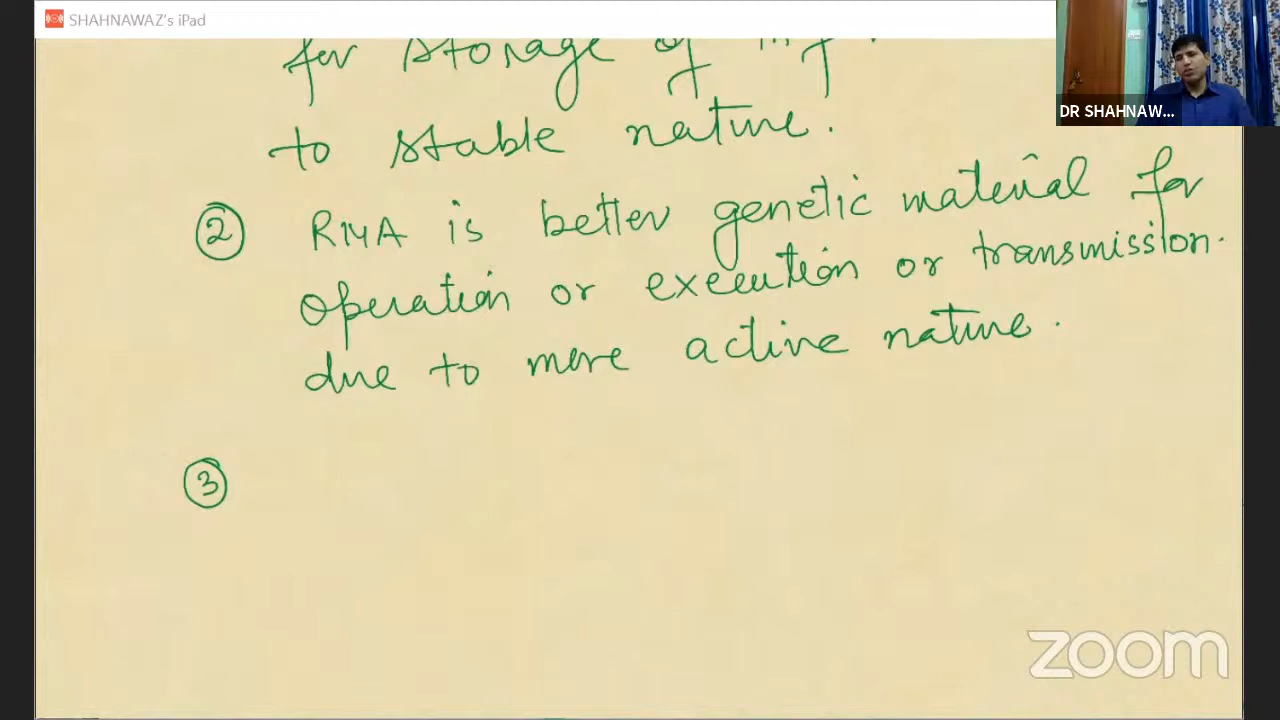 SHAHNAWAZ's iPad
for storage of
to stable nature.
DR SHAHNAW...
② RNA is better genetic material for
operation or execution or transmission.
due to more active nature.
③
zoom